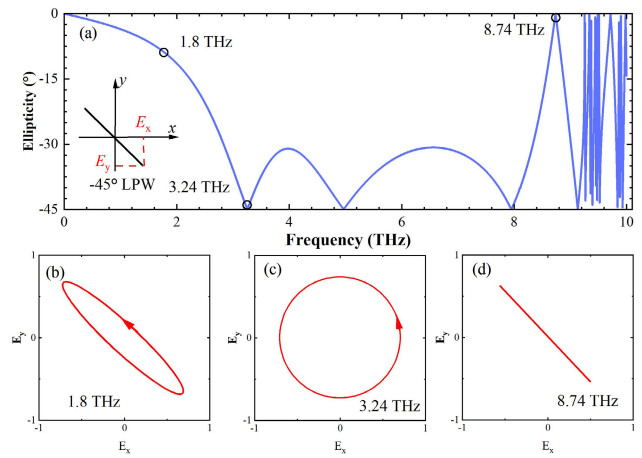 (a)
1.8 THz
8.74 THz
0
-15
-30
-45
Ellipticity (°)
y
x
Ex
Ey
-45° LPW
3.24 THz
0 2 4 6 8 10
Frequency (THz)
(b)
1
0
-1
Ey
1.8 THz
-1 0 1
Ex
(c)
1
0
-1
Ey
3.24 THz
-1 0 1
Ex
(d)
1
0
-1
Ey
8.74 THz
-1 0 1
Ex